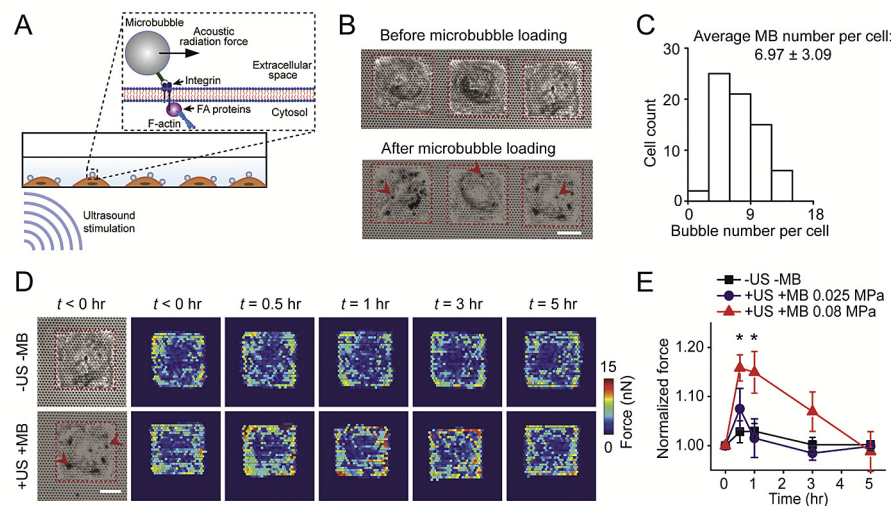 A
Microbubble
Acoustic
radiation force
Extracellular
space
Integrin
FA proteins
Cytosol
F-actin
Ultrasound
stimulation
B
Before microbubble loading
After microbubble loading
C
Average MB number per cell:
6.97 ± 3.09
Cell count
30
20
10
0
0 9 18
Bubble number per cell
D
t < 0 hr t < 0 hr t = 0.5 hr t = 1 hr t = 3 hr t = 5 hr
-US -MB
+US +MB
15
Force (nN)
0
E
-US -MB
+US +MB 0.025 MPa
+US +MB 0.08 MPa
Normalized force
1.20
1.10
1.00
* *
0 1 2 3 4 5
Time (hr)